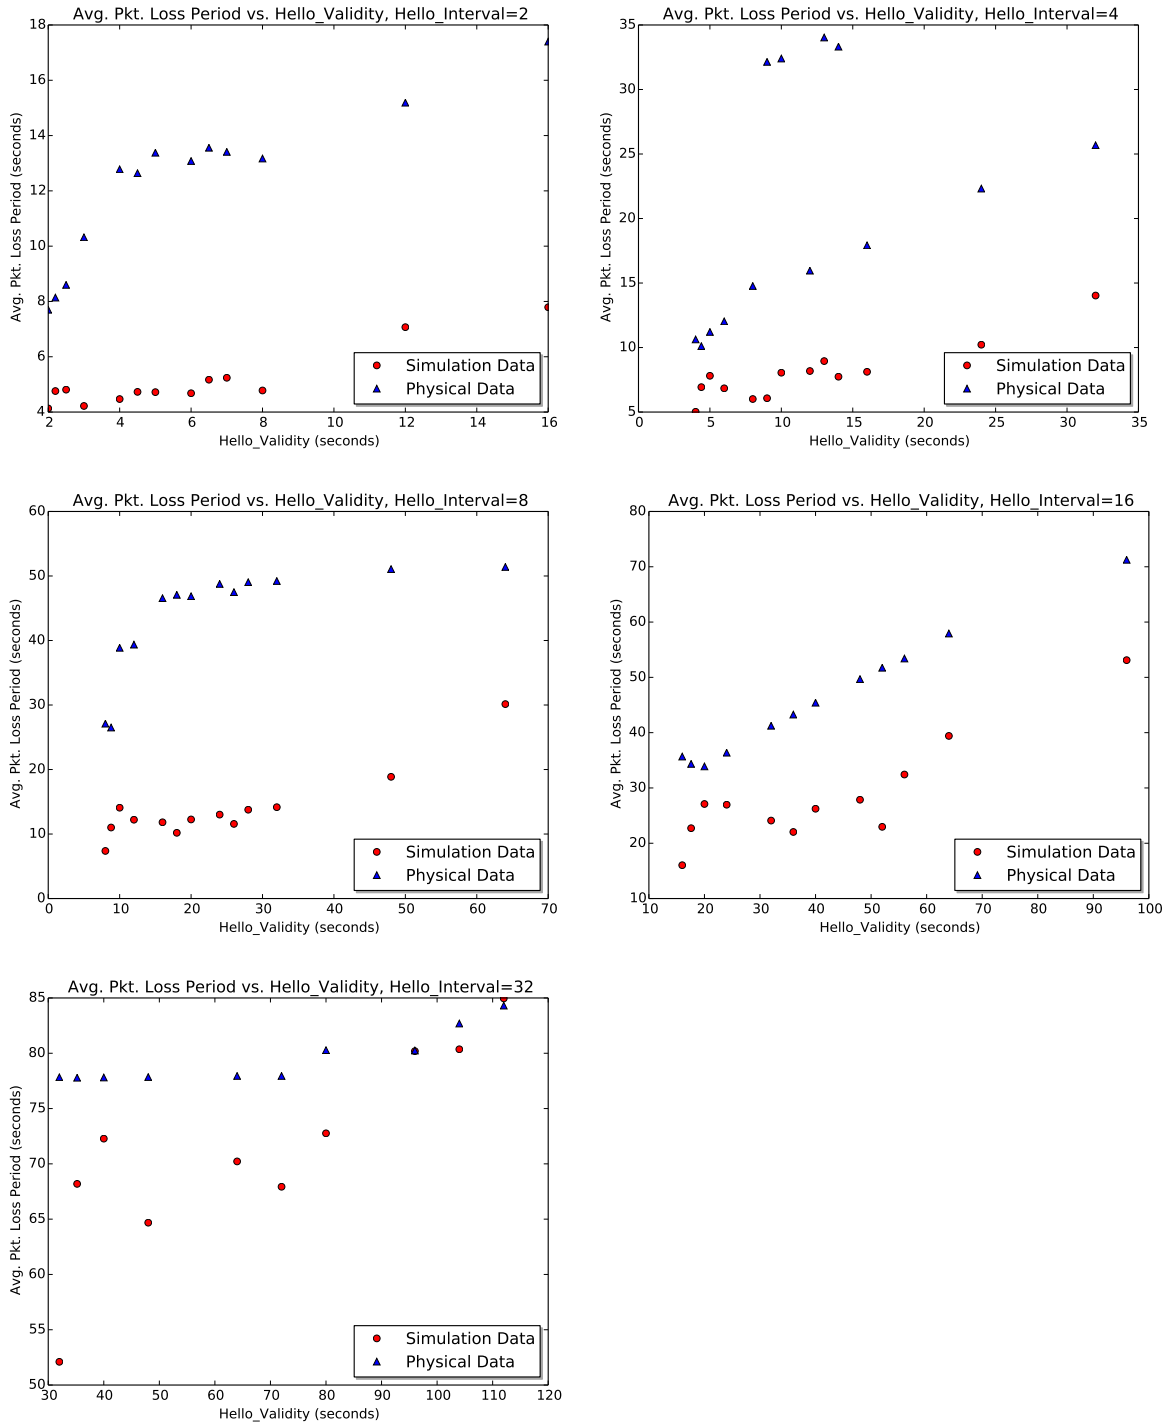 Avg. Pkt. Loss Period vs. Hello_Validity, Hello_Interval=2
18
16
14
12
10
8
6
4
Avg. Pkt. Loss Period (seconds)
Simulation Data
Physical Data
2 4 6 8 10 12 14 16
Hello_Validity (seconds)
Avg. Pkt. Loss Period vs. Hello_Validity, Hello_Interval=4
35
30
25
20
15
10
5
Avg. Pkt. Loss Period (seconds)
Simulation Data
Physical Data
0 5 10 15 20 25 30 35
Hello_Validity (seconds)
Avg. Pkt. Loss Period vs. Hello_Validity, Hello_Interval=8
60
50
40
30
20
10
0
Avg. Pkt. Loss Period (seconds)
Simulation Data
Physical Data
0 10 20 30 40 50 60 70
Hello_Validity (seconds)
Avg. Pkt. Loss Period vs. Hello_Validity, Hello_Interval=16
80
70
60
50
40
30
20
10
Avg. Pkt. Loss Period (seconds)
Simulation Data
Physical Data
10 20 30 40 50 60 70 80 90 100
Hello_Validity (seconds)
Avg. Pkt. Loss Period vs. Hello_Validity, Hello_Interval=32
85
80
75
70
65
60
55
50
Avg. Pkt. Loss Period (seconds)
Simulation Data
Physical Data
30 40 50 60 70 80 90 100 110 120
Hello_Validity (seconds)